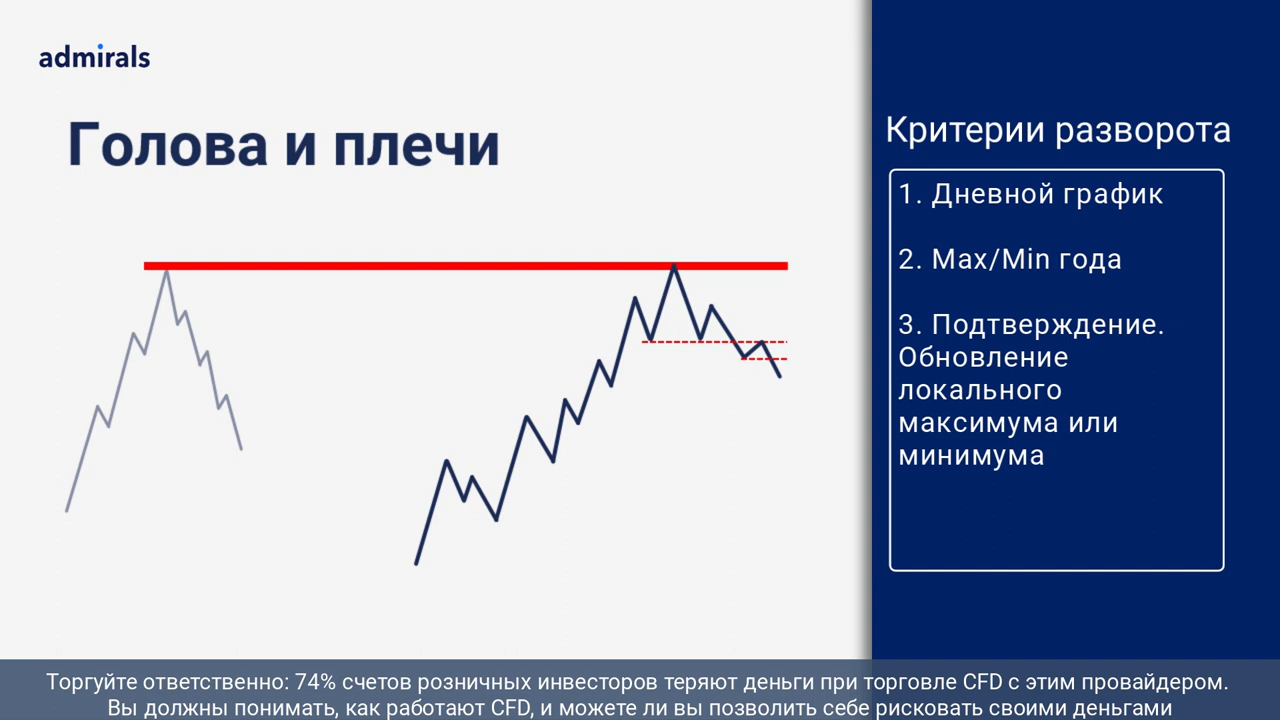 admirals
Голова и плечи
Критерии разворота
1. Дневной график
2. Max/Min года
3. Подтверждение.
Обновление
локального
максимума или
минимума
Торгуйте ответственно: 74% счетов розничных инвесторов теряют деньги при торговле CFD с этим провайдером.
Вы должны понимать, как работают CFD, и можете ли вы позволить себе рисковать своими деньгами